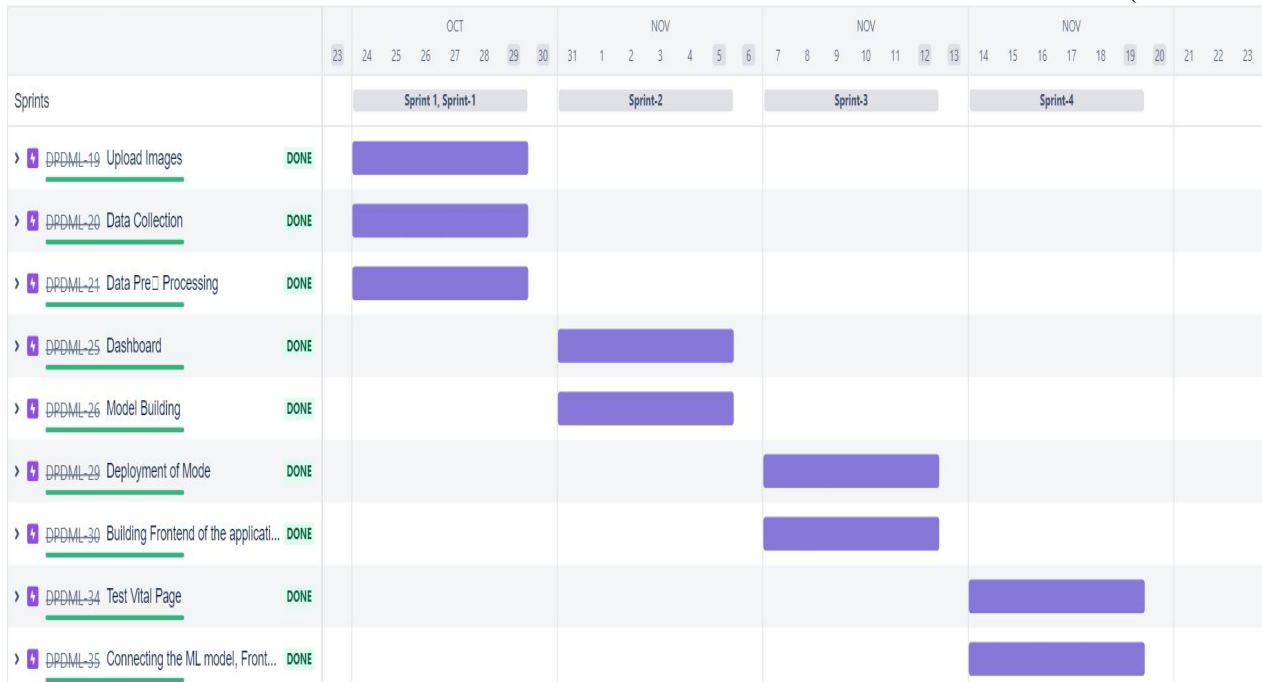 OCT NOV NOV NOV
23 24 25 26 27 28 29 30 31 1 2 3 4 5 6 7 8 9 10 11 12 13 14 15 16 17 18 19 20 21 22 23
Sprints Sprint 1, Sprint-1 Sprint-2 Sprint-3 Sprint-4
DPDML-19 Upload Images DONE
DPDML-20 Data Collection DONE
DPDML-21 Data Pre□ Processing DONE
DPDML-25 Dashboard DONE
DPDML-26 Model Building DONE
DPDML-29 Deployment of Mode DONE
DPDML-30 Building Frontend of the applicati... DONE
DPDML-34 Test Vital Page DONE
DPDML-35 Connecting the ML model, Front... DONE